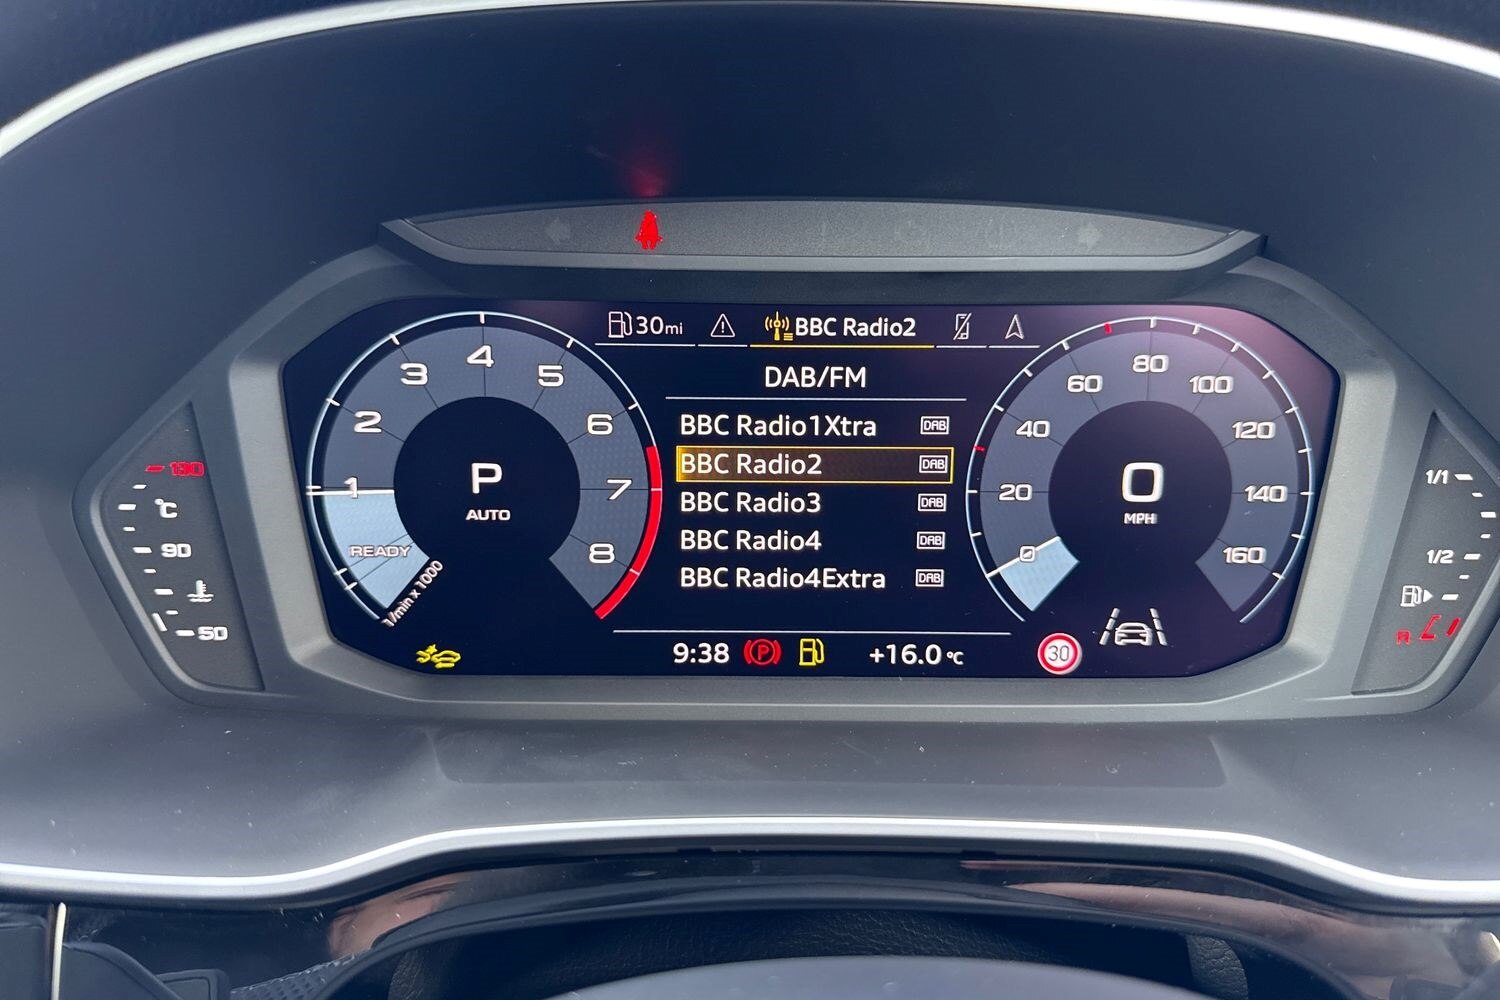 30mi
BBC Radio2
DAB/FM
BBC Radio1Xtra DAB
BBC Radio2 DAB
BBC Radio3 DAB
BBC Radio4 DAB
BBC Radio4Extra DAB
9:38
P
+16.0 °C
30
1
2
3
4
5
6
7
8
READY
1/min x 1000
P
AUTO
0
20
40
60
80
100
120
140
160
0
MPH
130
°C
90
50
1/1
1/2
R